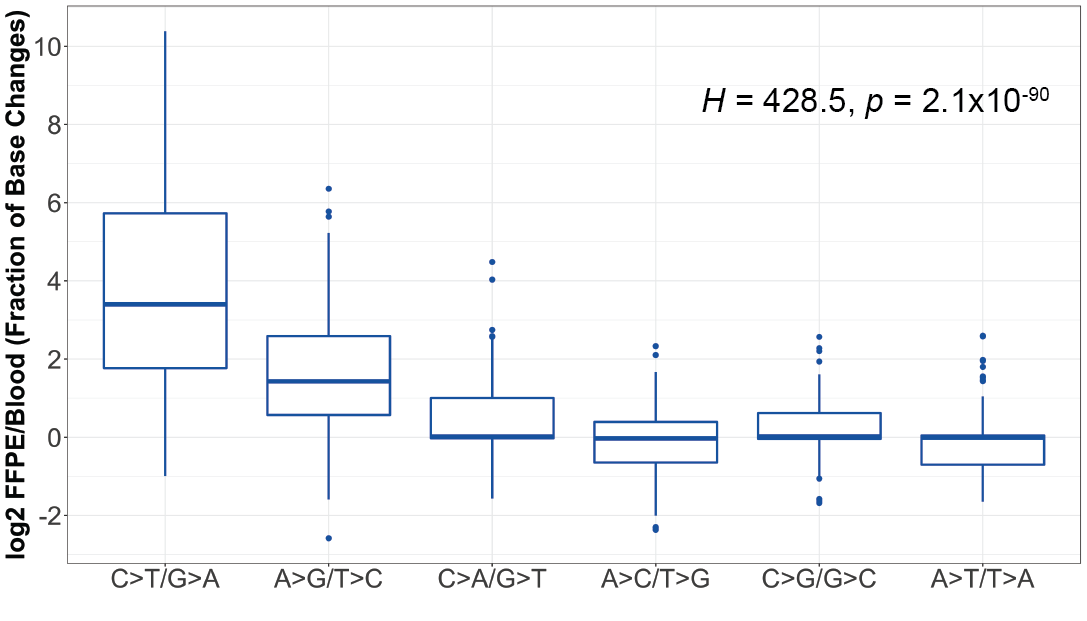 log2 FFPE/Blood (Fraction of Base Changes)
10
8
6
4
2
0
-2
H = 428.5, p = 2.1x10-90
C>T/G>A A>G/T>C C>A/G>T A>C/T>G C>G/G>C A>T/T>A